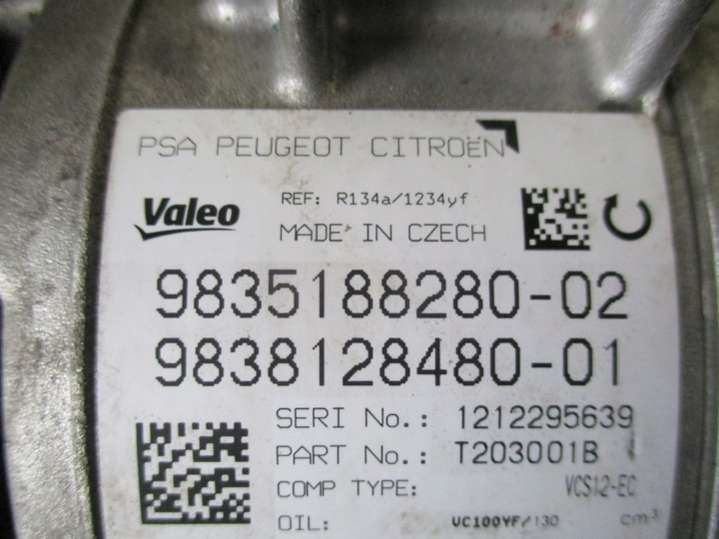 PSA PEUGEOT CITROËN
Valeo
REF: R134a/1234yf
MADE IN CZECH
9835188280-02
9838128480-01
SERI No.: 1212295639
PART No.: T203001B
COMP TYPE: VCS12-EC
OIL: VC100YF/130 cm³